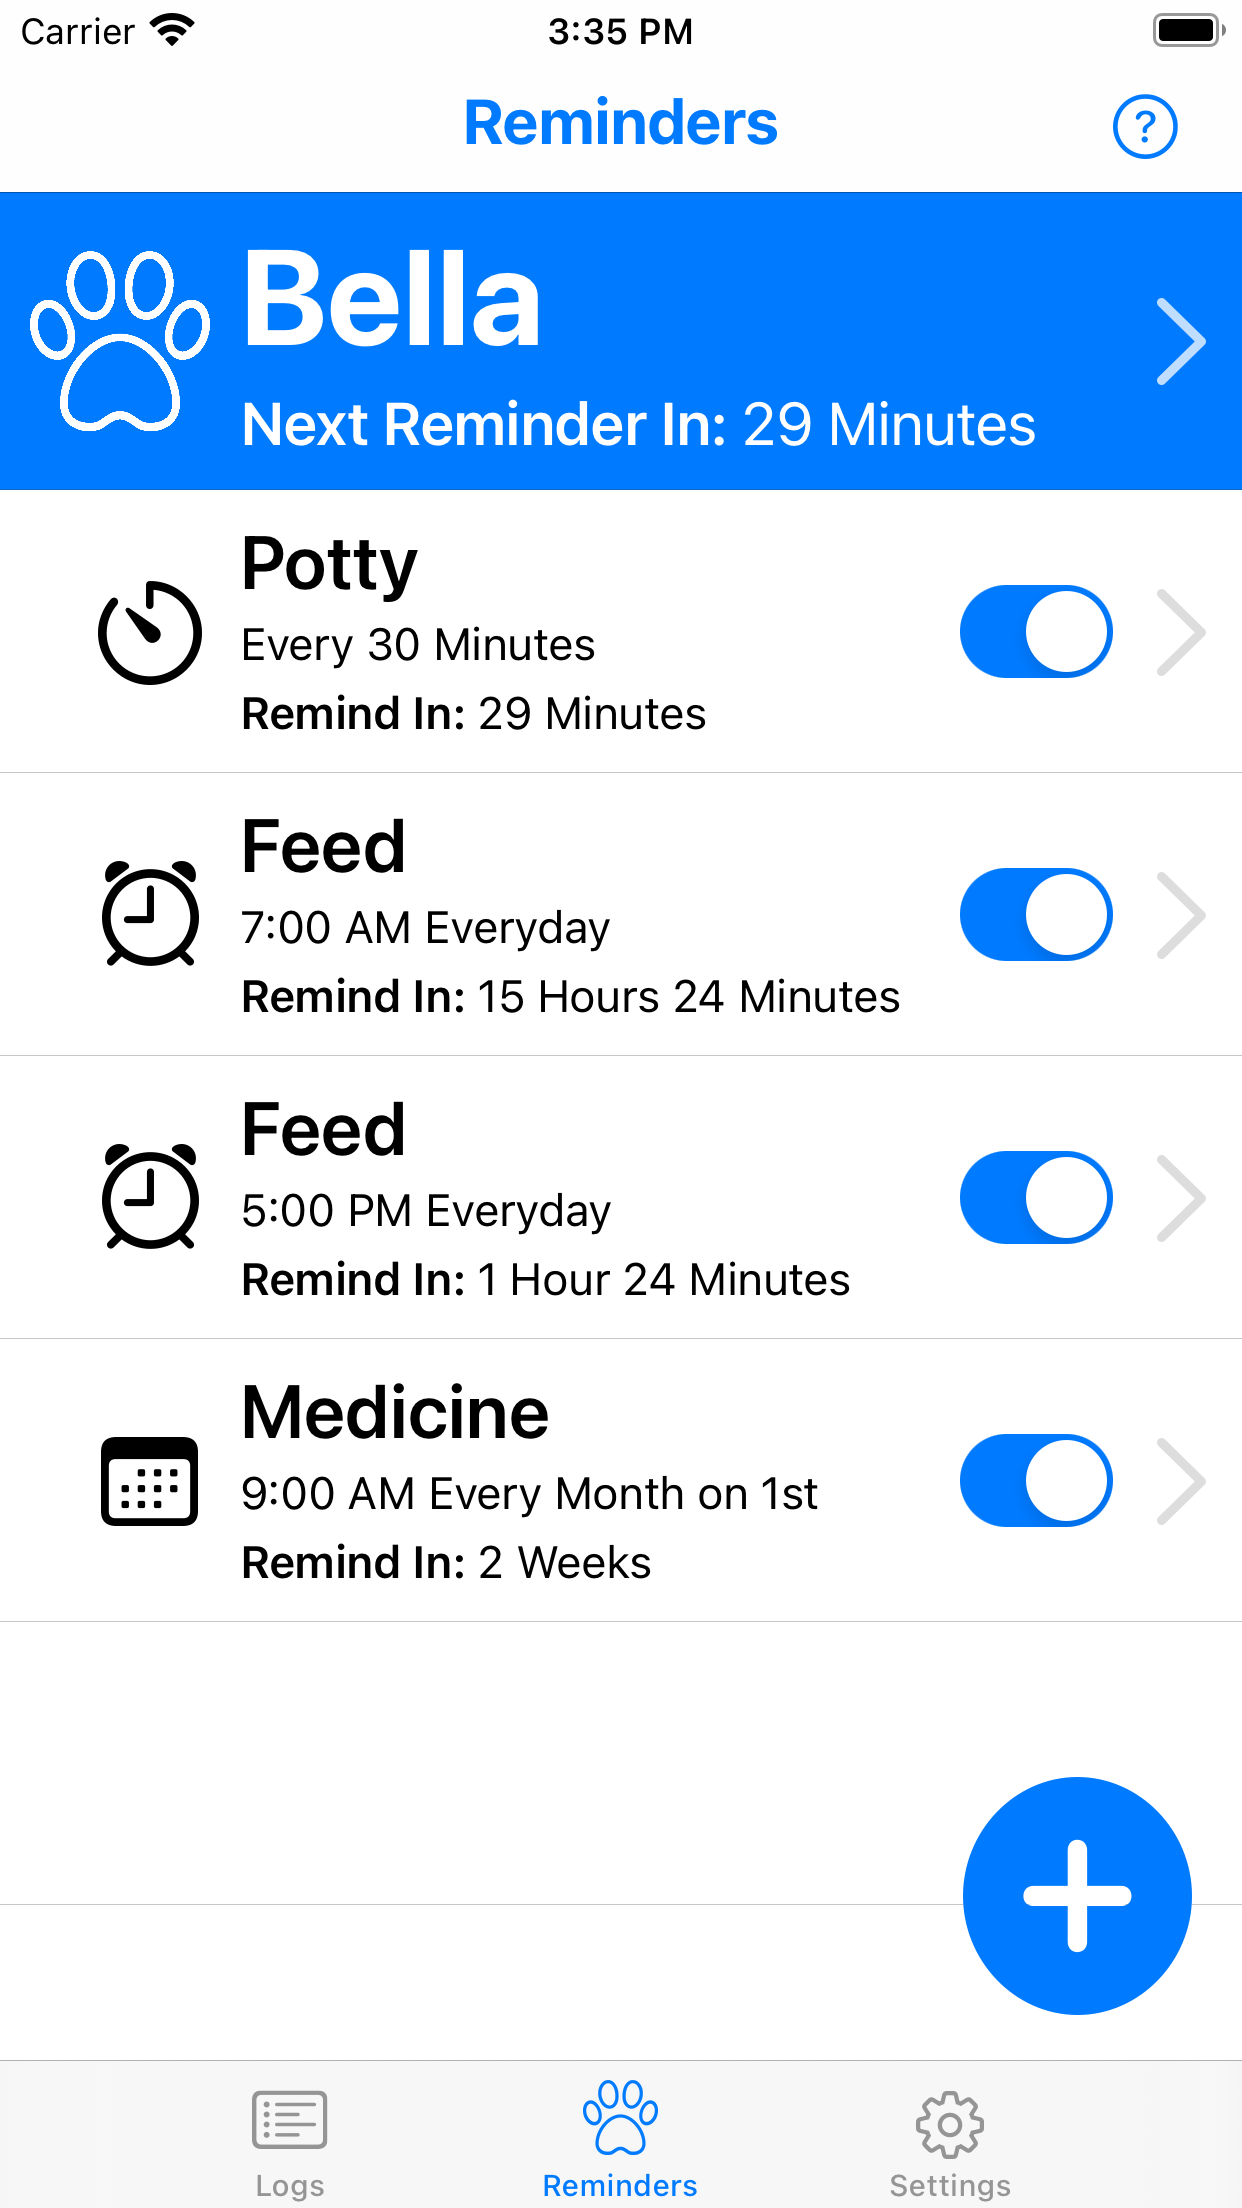 Carrier 3:35 PM
Reminders
?
Bella
Next Reminder In: 29 Minutes
Potty
Every 30 Minutes
Remind In: 29 Minutes
Feed
7:00 AM Everyday
Remind In: 15 Hours 24 Minutes
Feed
5:00 PM Everyday
Remind In: 1 Hour 24 Minutes
Medicine
9:00 AM Every Month on 1st
Remind In: 2 Weeks
Logs Reminders Settings